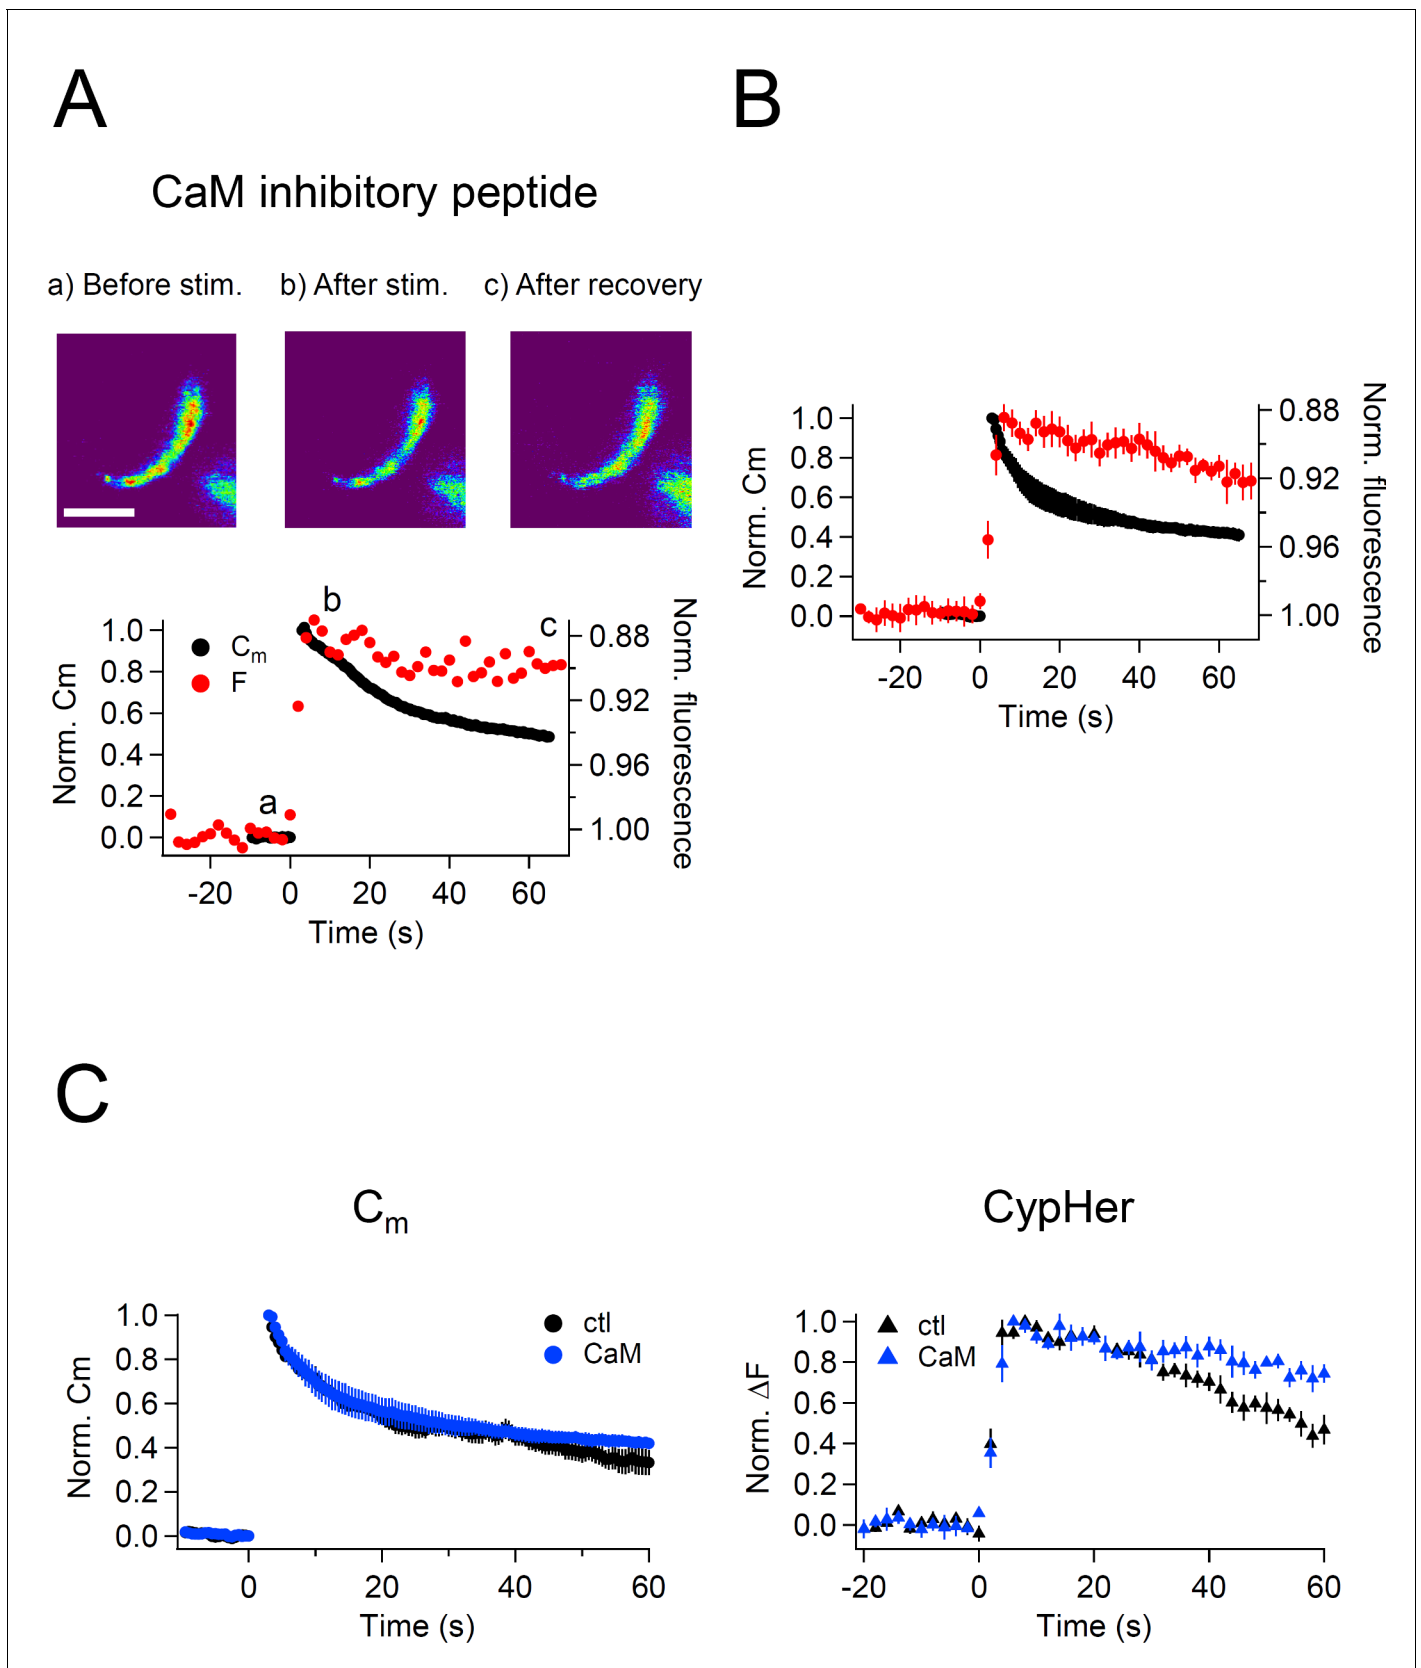 A
B
CaM inhibitory peptide
a) Before stim.
b) After stim.
c) After recovery
Norm. Cm
1.0
0.8
0.6
0.4
0.2
0.0
Cm
F
a
b
c
0.88
0.92
0.96
1.00
Norm. fluorescence
-20
0
20
40
60
Time (s)
Norm. Cm
1.0
0.8
0.6
0.4
0.2
0.0
0.88
0.92
0.96
1.00
Norm. fluorescence
-20
0
20
40
60
Time (s)
C
Cm
Norm. Cm
1.0
0.8
0.6
0.4
0.2
0.0
ctl
CaM
0
20
40
60
Time (s)
CypHer
Norm. ΔF
1.0
0.8
0.6
0.4
0.2
0.0
ctl
CaM
-20
0
20
40
60
Time (s)